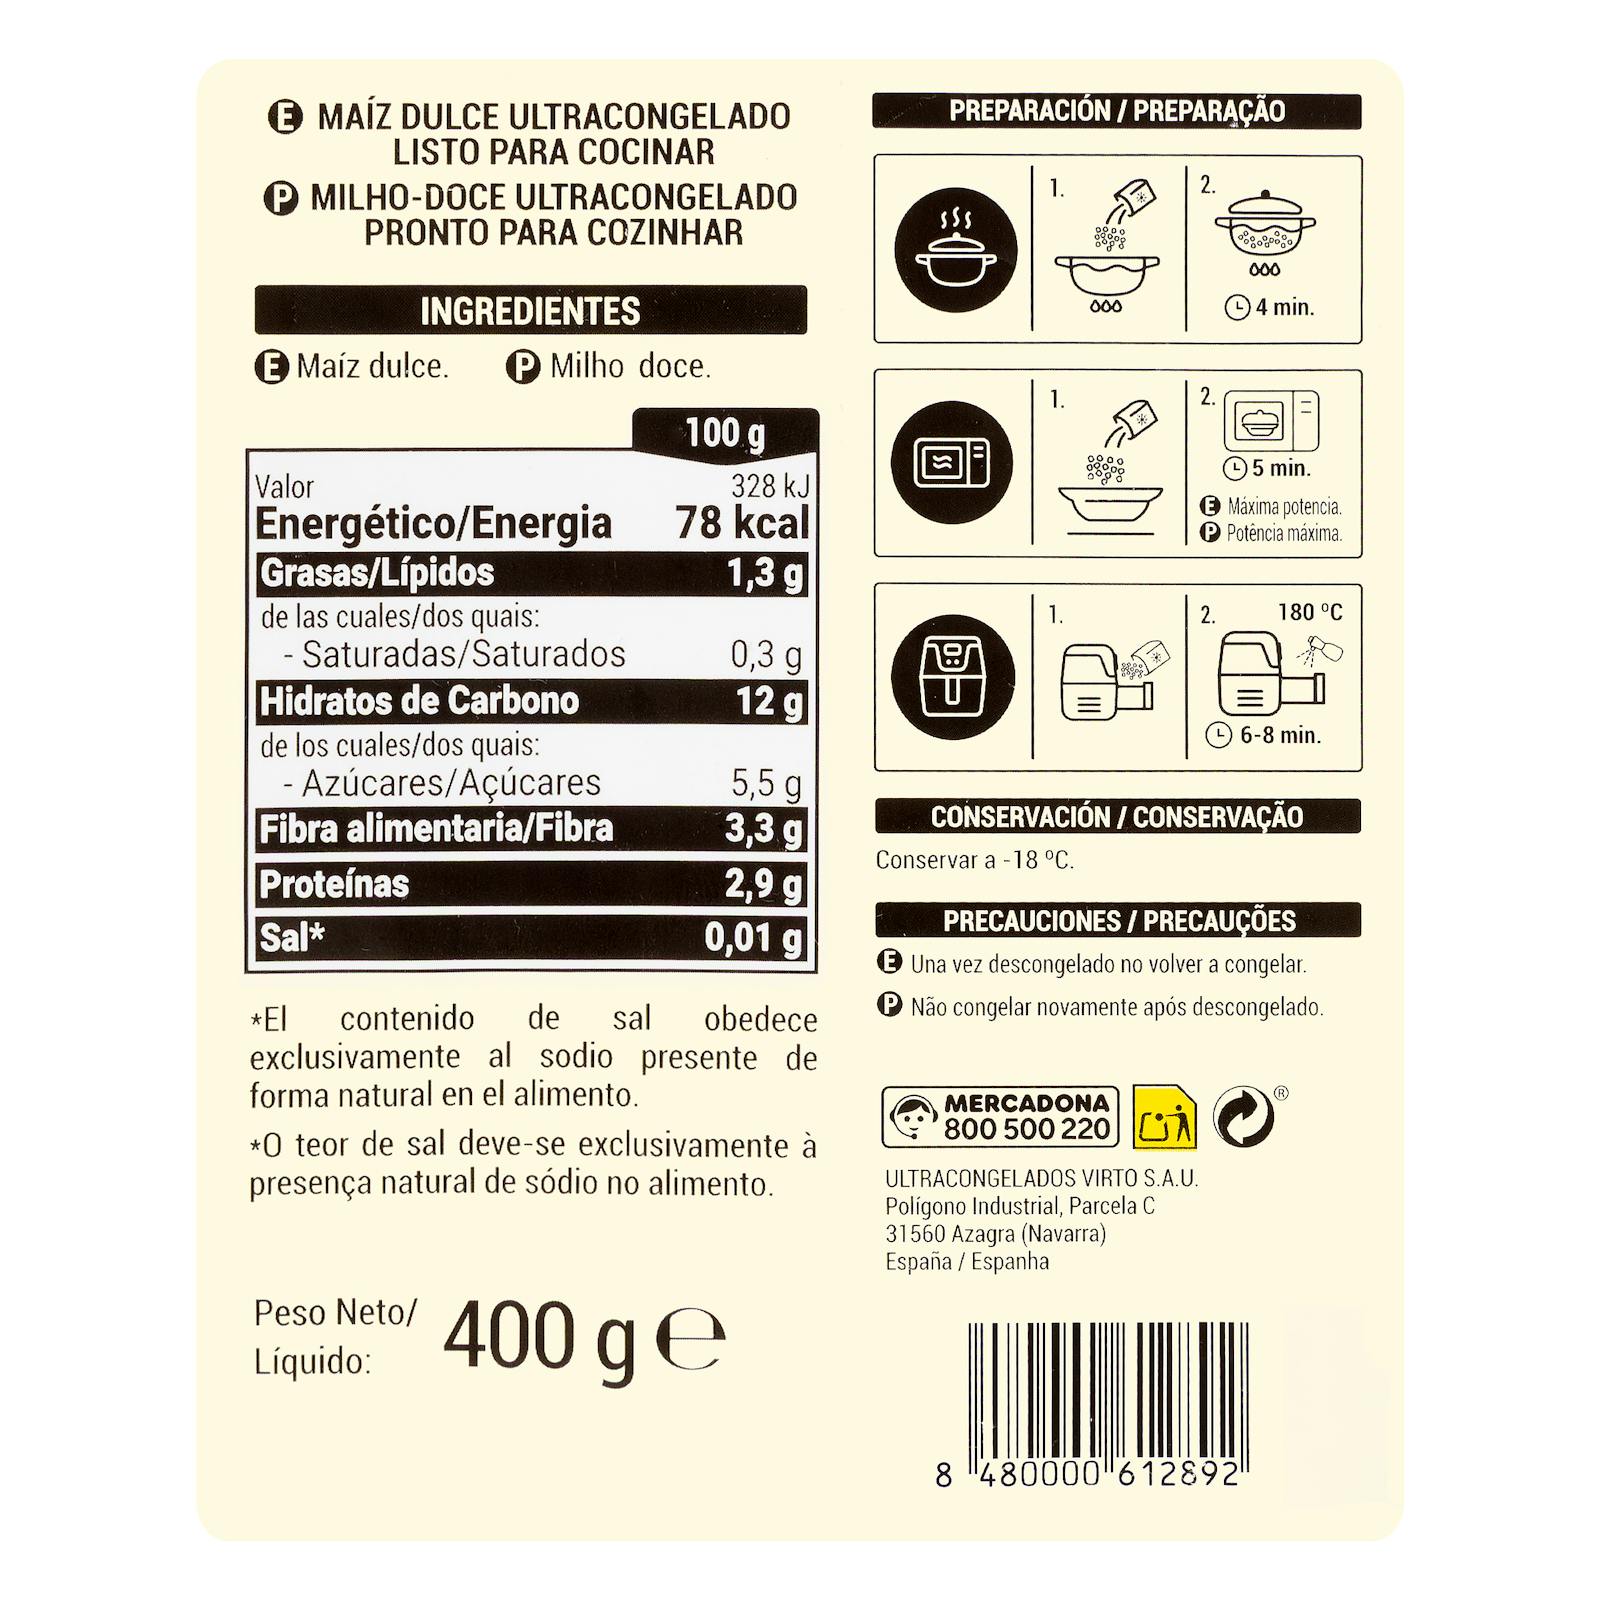 E MAÍZ DULCE ULTRACONGELADO
LISTO PARA COCINAR
P MILHO-DOCE ULTRACONGELADO
PRONTO PARA COZINHAR
INGREDIENTES
E Maíz dulce. P Milho doce.
100 g
Valor 328 kJ
Energético/Energia 78 kcal
Grasas/Lípidos 1,3 g
de las cuales/dos quais:
- Saturadas/Saturados 0,3 g
Hidratos de Carbono 12 g
de los cuales/dos quais:
- Azúcares/Açúcares 5,5 g
Fibra alimentaria/Fibra 3,3 g
Proteínas 2,9 g
Sal* 0,01 g
*El contenido de sal obedece
exclusivamente al sodio presente de
forma natural en el alimento.
*O teor de sal deve-se exclusivamente à
presença natural de sódio no alimento.
Peso Neto/
Líquido:
400 g e
PREPARACIÓN / PREPARAÇÃO
1. 2.
4 min.
1. 2.
5 min.
E Máxima potencia.
P Potência máxima.
1. 2. 180 ºC
6-8 min.
CONSERVACIÓN / CONSERVAÇÃO
Conservar a -18 ºC.
PRECAUCIONES / PRECAUÇÕES
E Una vez descongelado no volver a congelar.
P Não congelar novamente após descongelado.
MERCADONA
800 500 220
®
ULTRACONGELADOS VIRTO S.A.U.
Polígono Industrial, Parcela C
31560 Azagra (Navarra)
España / Espanha
8 480000 612892